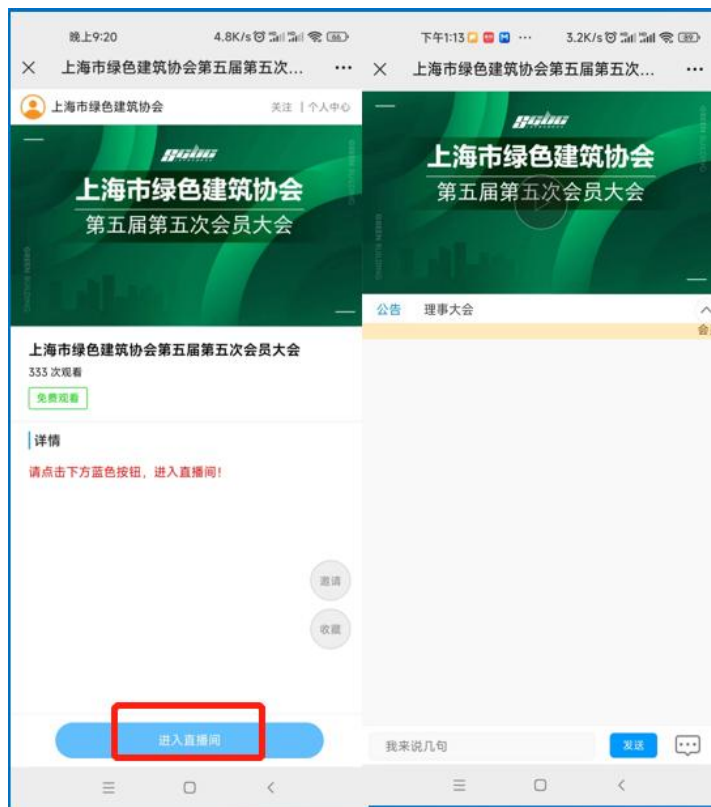 晚上9:20
4.8K/s
66
上海市绿色建筑协会第五届第五次...
上海市绿色建筑协会
关注 | 个人中心
上海市绿色建筑协会
第五届第五次会员大会
GREEN BUILDING
上海市绿色建筑协会第五届第五次会员大会
333 次观看
免费观看
详情
请点击下方蓝色按钮，进入直播间！
邀请
收藏
进入直播间
下午1:13
3.2K/s
89
上海市绿色建筑协会第五届第五次...
上海市绿色建筑协会
第五届第五次会员大会
GREEN BUILDING
公告
理事大会
会
我来说几句
发送